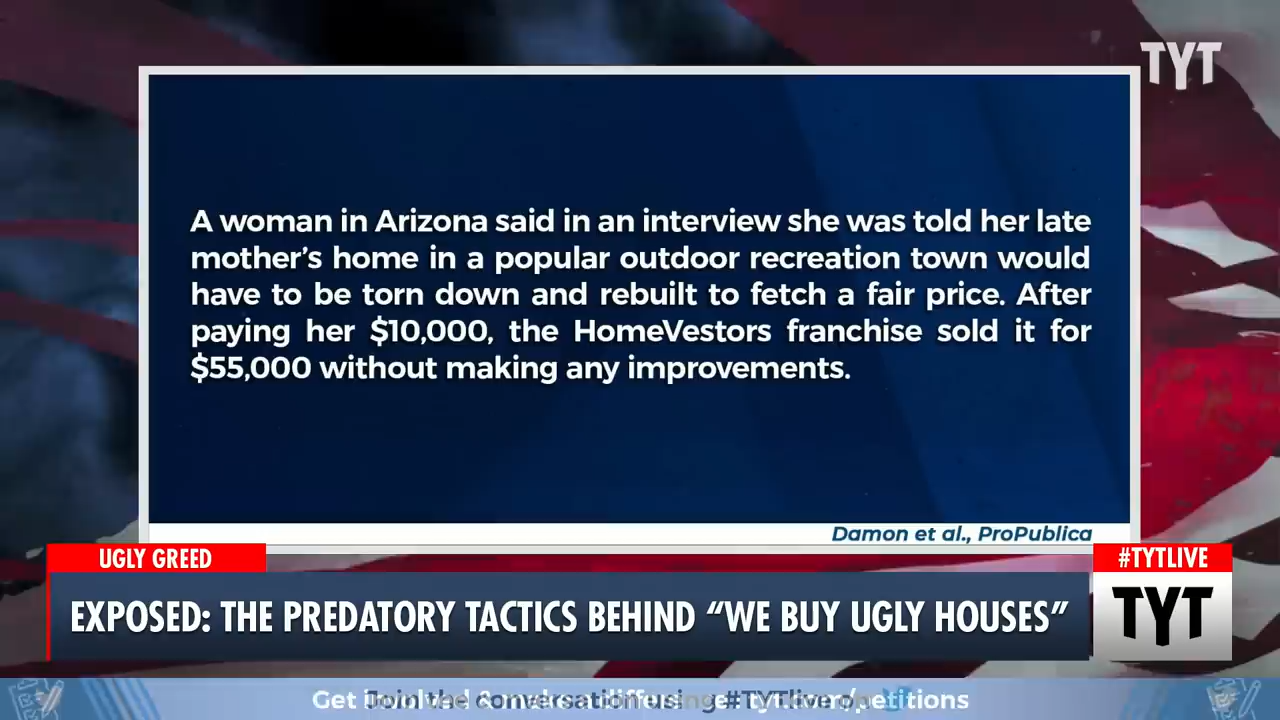 TYT
A woman in Arizona said in an interview she was told her late
mother's home in a popular outdoor recreation town would
have to be torn down and rebuilt to fetch a fair price. After
paying her $10,000, the HomeVestors franchise sold it for
$55,000 without making any improvements.
Damon et al., ProPublica
UGLY GREED
#TYTLIVE
EXPOSED: THE PREDATORY TACTICS BEHIND “WE BUY UGLY HOUSES”
TYT